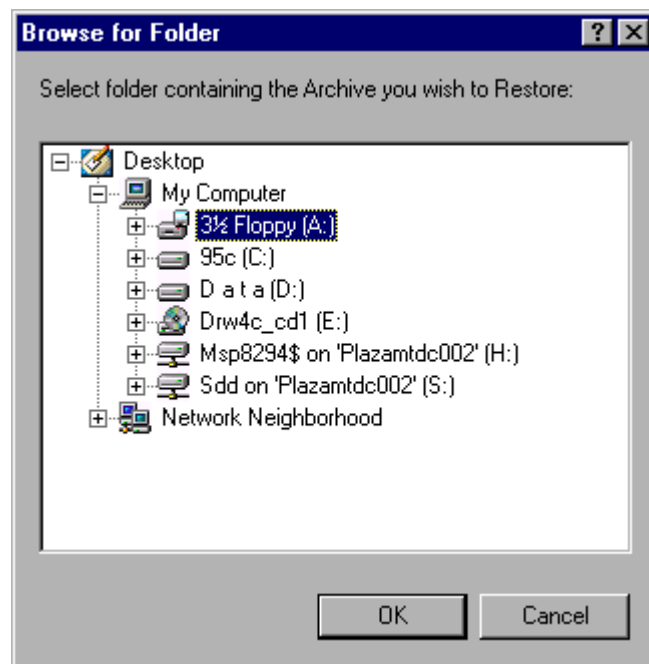 Browse for Folder
Select folder containing the Archive you wish to Restore:
Desktop
My Computer
3½ Floppy (A:)
95c (C:)
D a t a (D:)
Drw4c_cd1 (E:)
Msp8294$ on 'Plazamtdc002' (H:)
Sdd on 'Plazamtdc002' (S:)
Network Neighborhood
OK Cancel